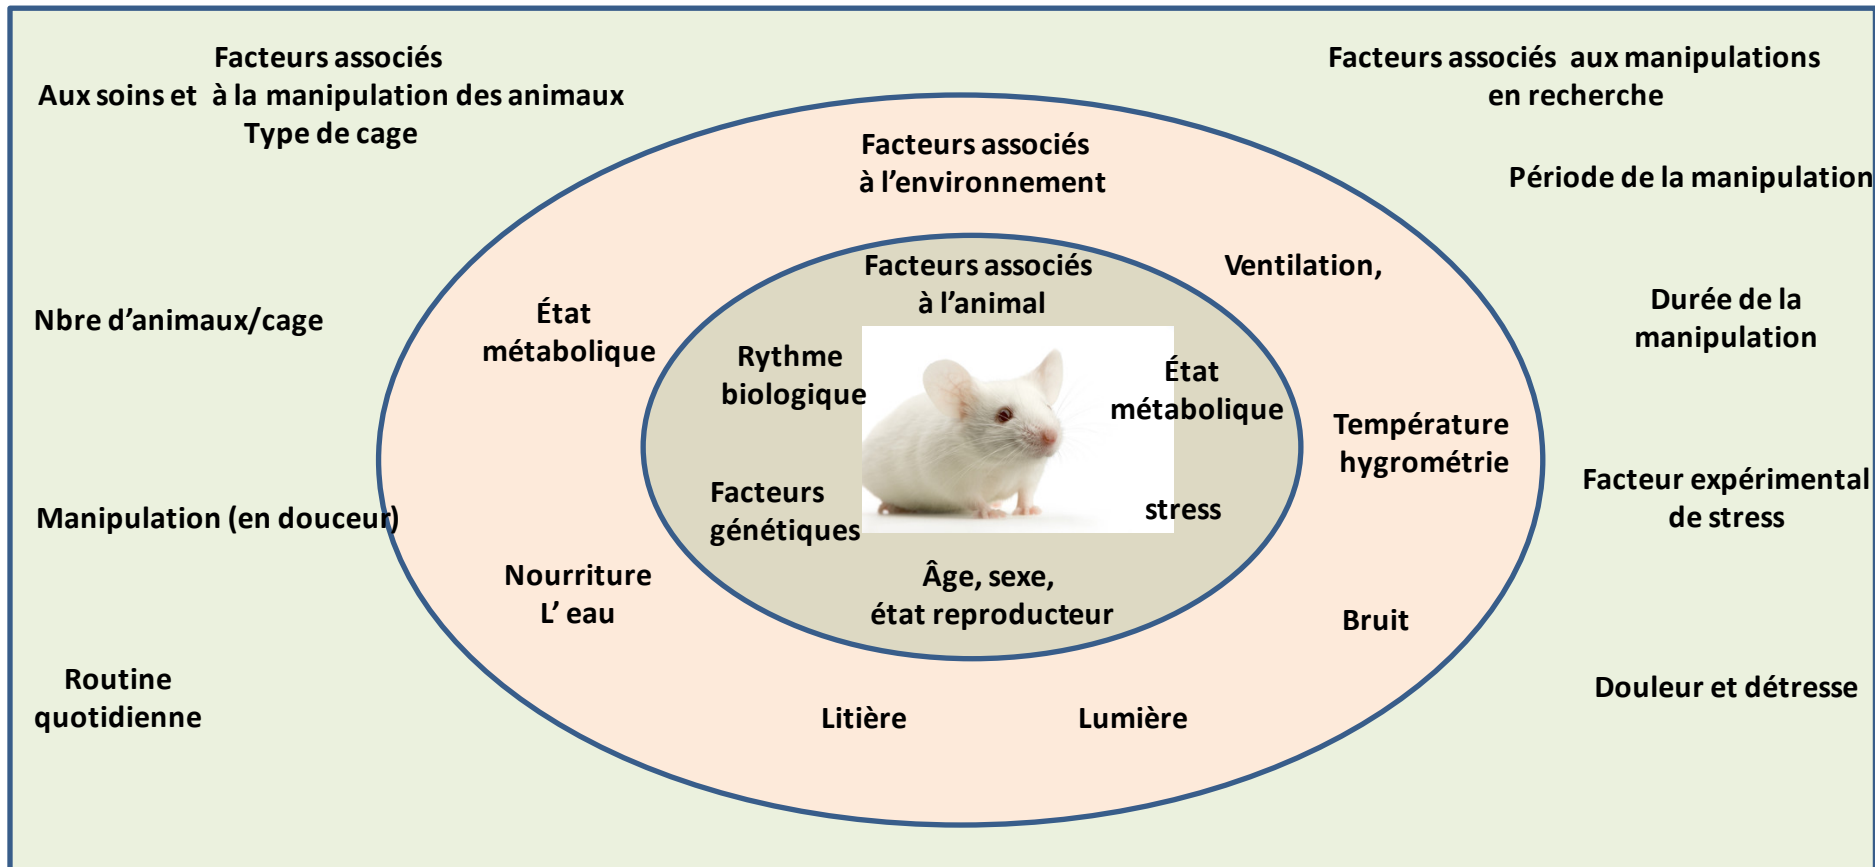 Facteurs associés
Aux soins et à la manipulation des animaux
Type de cage
Nbre d'animaux/cage
Manipulation (en douceur)
Routine
quotidienne
Facteurs associés
à l'environnement
État
métabolique
Nourriture
L' eau
Litière
Lumière
Ventilation,
Température
hygrométrie
Bruit
Facteurs associés
à l'animal
Rythme
biologique
Facteurs
génétiques
État
métabolique
stress
Âge, sexe,
état reproducteur
Facteurs associés aux manipulations
en recherche
Période de la manipulation
Durée de la
manipulation
Facteur expérimental
de stress
Douleur et détresse